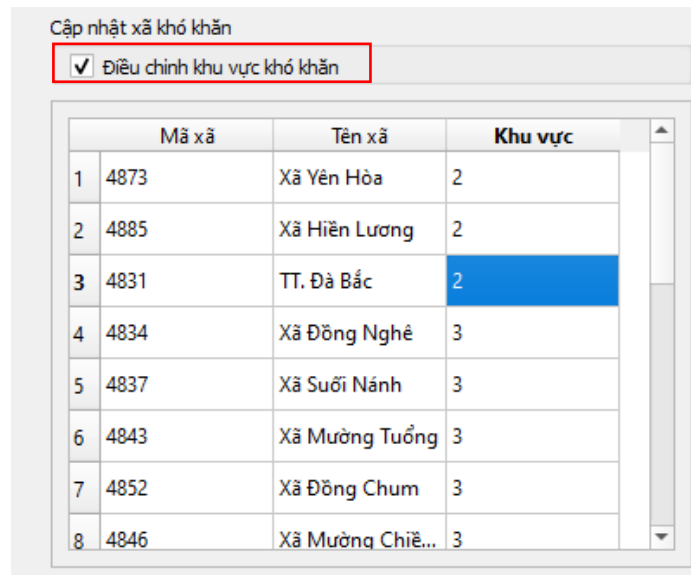 Cập nhật xã khó khăn
Điều chinh khu vực khó khăn
Mã xã Tên xã Khu vực
1 4873 Xã Yên Hòa 2
2 4885 Xã Hiền Lương 2
3 4831 TT. Đà Bắc 2
4 4834 Xã Đồng Nghê 3
5 4837 Xã Suối Nánh 3
6 4843 Xã Mường Tuổng 3
7 4852 Xã Đồng Chum 3
8 4846 Xã Mường Chiề... 3